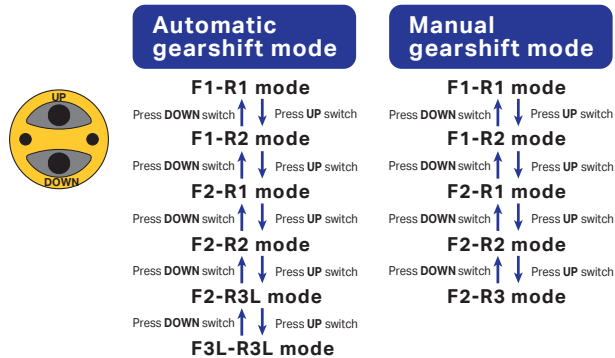 Automatic
gearshift mode
F1-R1 mode
Press DOWN switch Press UP switch
F1-R2 mode
Press DOWN switch Press UP switch
F2-R1 mode
Press DOWN switch Press UP switch
F2-R2 mode
Press DOWN switch Press UP switch
F2-R3L mode
Press DOWN switch Press UP switch
F3L-R3L mode
Manual
gearshift mode
F1-R1 mode
Press DOWN switch Press UP switch
F1-R2 mode
Press DOWN switch Press UP switch
F2-R1 mode
Press DOWN switch Press UP switch
F2-R2 mode
Press DOWN switch Press UP switch
F2-R3 mode
UP
DOWN